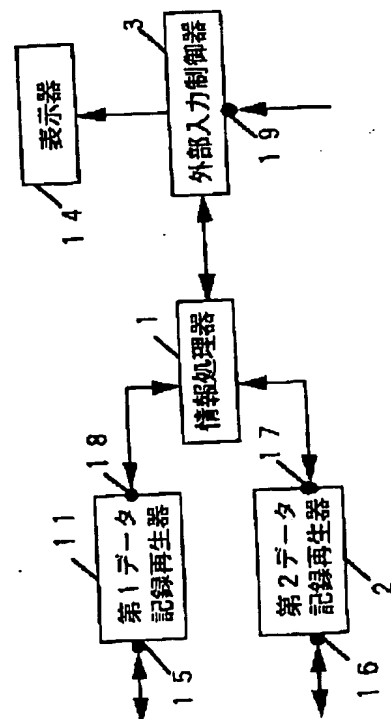 11
第1データ
記録再生器
18
15
14
表示器
1
情報処理器
3
外部入力制御器
19
第2データ
記録再生器
17
16
2